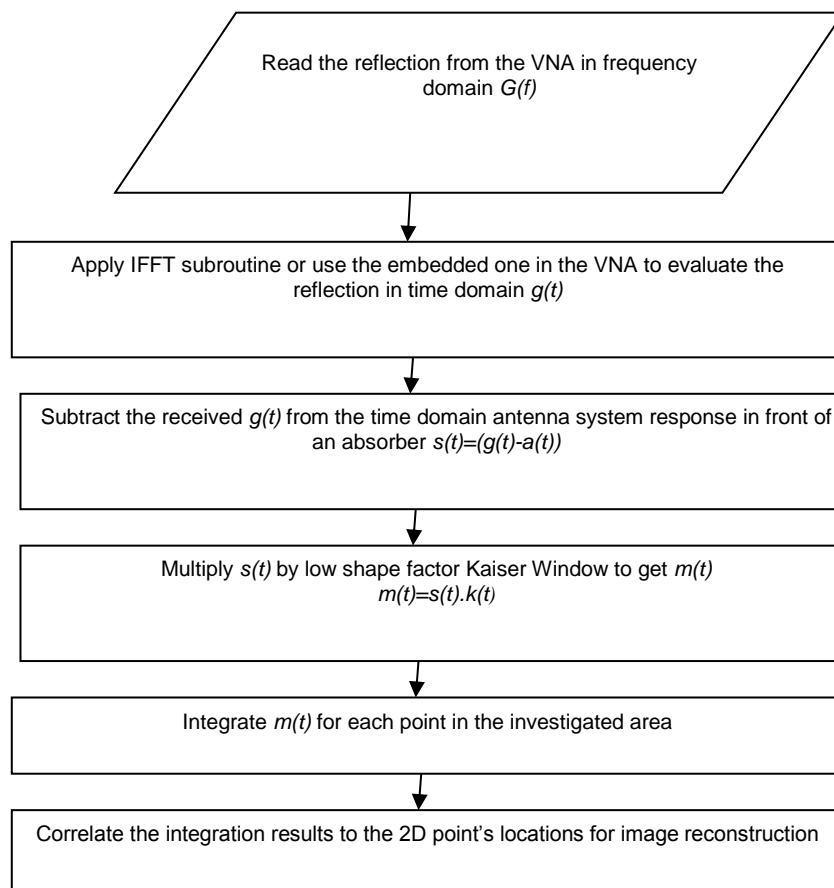 Read the reflection from the VNA in frequency
domain G(f)
Apply IFFT subroutine or use the embedded one in the VNA to evaluate the
reflection in time domain g(t)
Subtract the received g(t) from the time domain antenna system response in front of
an absorber s(t)=(g(t)-a(t))
Multiply s(t) by low shape factor Kaiser Window to get m(t)
m(t)=s(t).k(t)
Integrate m(t) for each point in the investigated area
Correlate the integration results to the 2D point's locations for image reconstruction